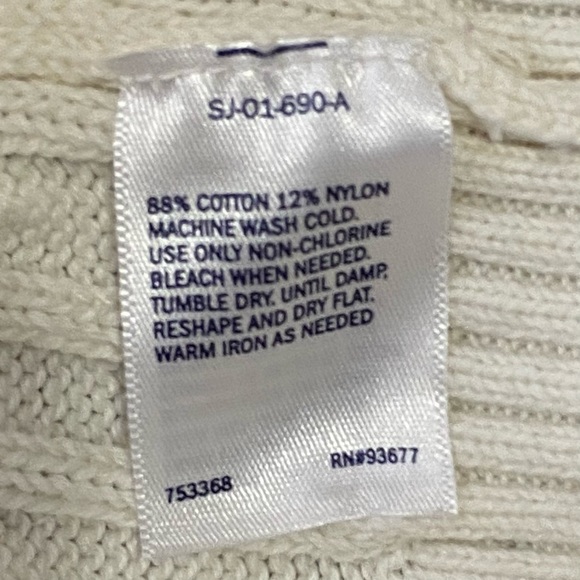 SJ-01-690-A
88% COTTON 12% NYLON
MACHINE WASH COLD.
USE ONLY NON-CHLORINE
BLEACH WHEN NEEDED.
TUMBLE DRY. UNTIL DAMP,
RESHAPE AND DRY FLAT.
WARM IRON AS NEEDED
753368 RN#93677